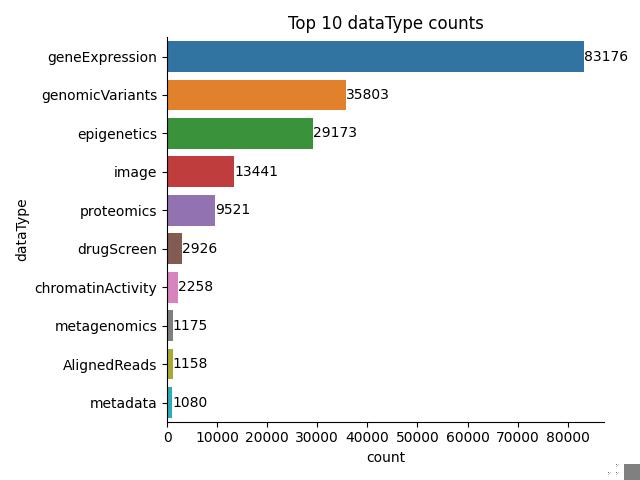 Top 10 dataType counts
geneExpression 83176
genomicVariants 35803
epigenetics 29173
image 13441
proteomics 9521
drugScreen 2926
chromatinActivity 2258
metagenomics 1175
AlignedReads 1158
metadata 1080
dataType
0 10000 20000 30000 40000 50000 60000 70000 80000
count